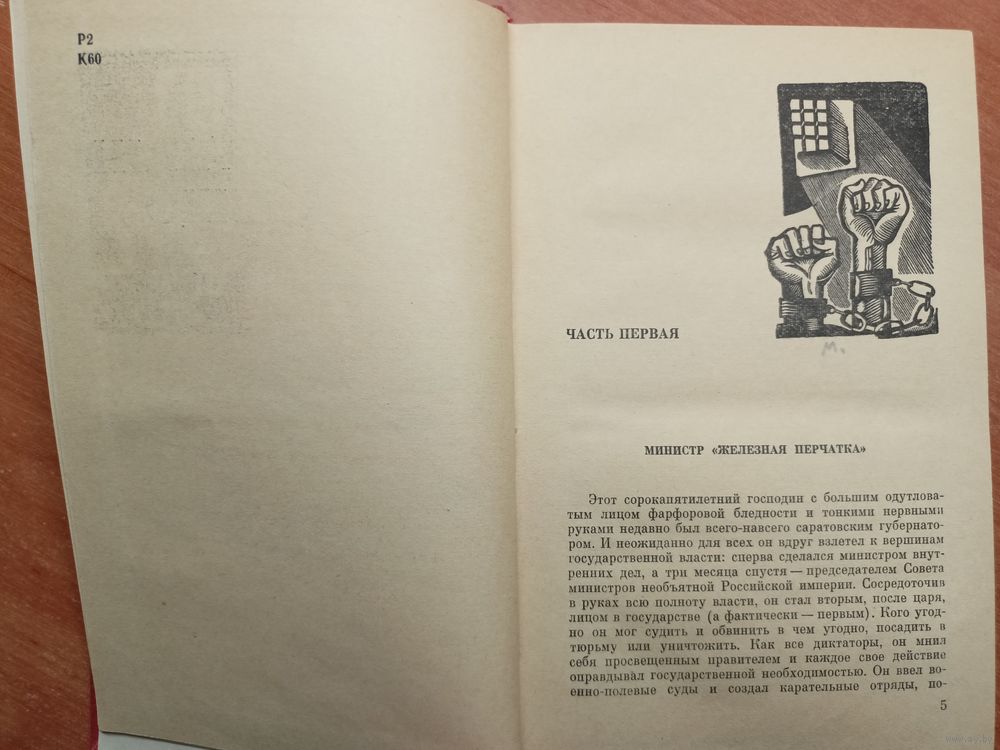 Р2
К60
ЧАСТЬ ПЕРВАЯ
М.
МИНИСТР «ЖЕЛЕЗНАЯ ПЕРЧАТКА»
Этот сорокапятилетний господин с большим одутлова-
тым лицом фарфоровой бледности и тонкими нервными
руками недавно был всего-навсего саратовским губернато-
ром. И неожиданно для всех он вдруг взлетел к вершинам
государственной власти: сперва сделался министром внут-
ренних дел, а три месяца спустя — председателем Совета
министров необъятной Российской империи. Сосредоточив
в руках всю полноту власти, он стал вторым, после царя,
лицом в государстве (а фактически — первым). Кого угод-
но он мог судить и обвинить в чем угодно, посадить в
тюрьму или уничтожить. Как все диктаторы, он мнил
себя просвещенным правителем и каждое свое действие
оправдывал государственной необходимостью. Он ввел во-
енно-полевые суды и создал карательные отряды, по-
5